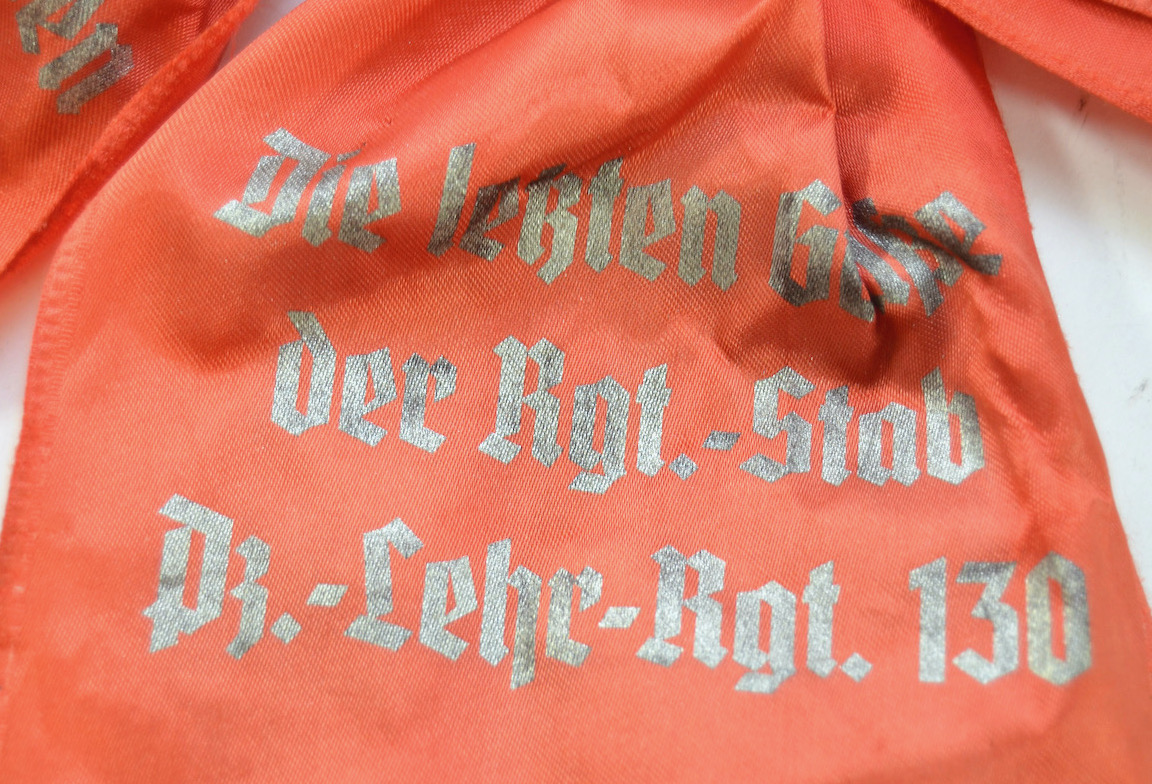 Die letzten
der Rgt.-Stab
Pz.-Lehr-Rgt. 130